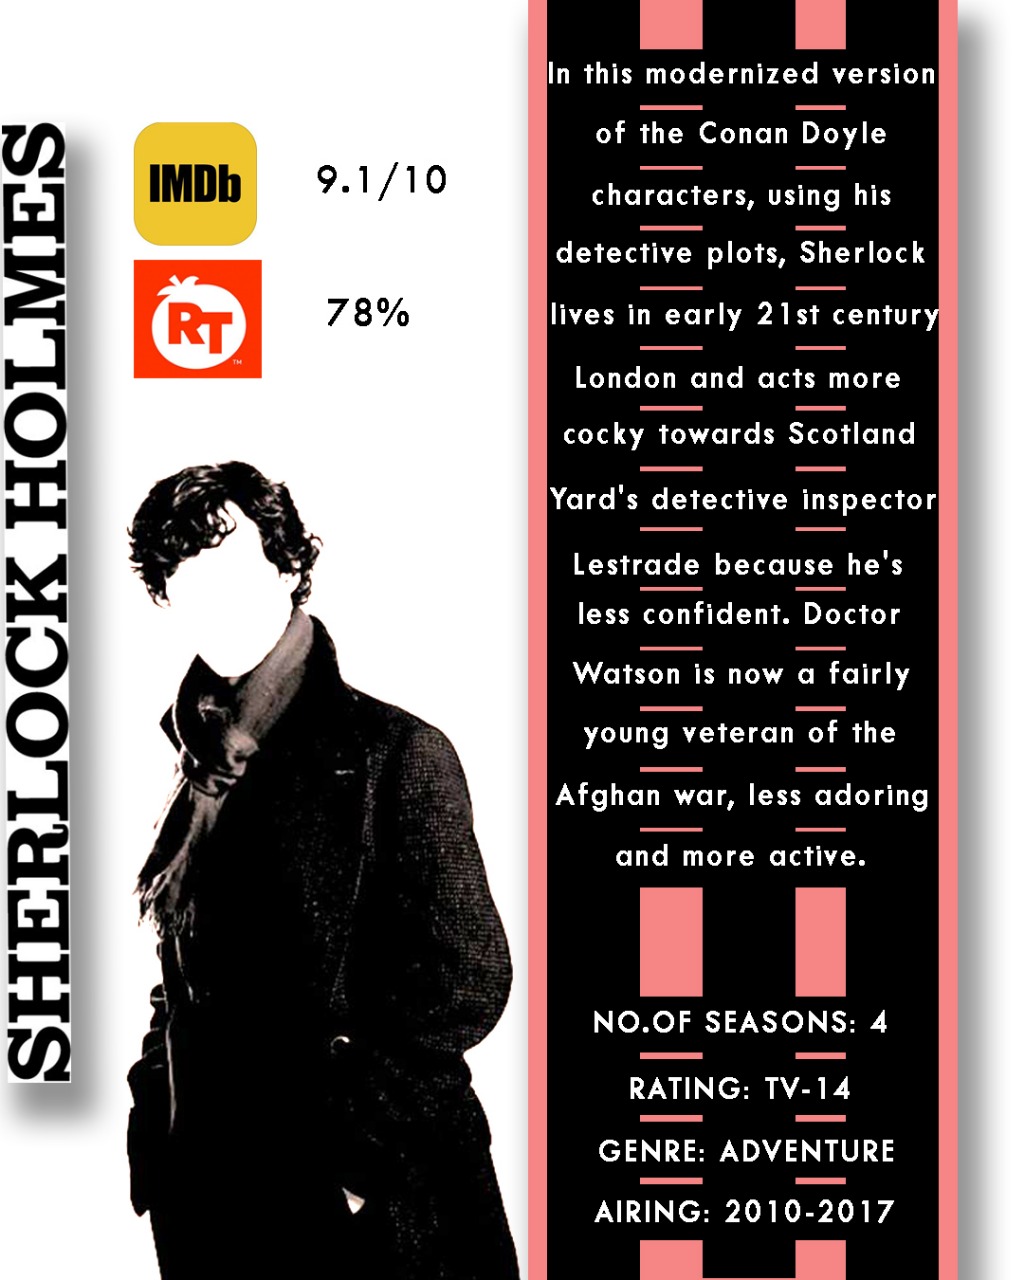 SHERLOCK HOLMES
IMDb 9.1/10
RT 78%
TM
In this modernized version
of the Conan Doyle
characters, using his
detective plots, Sherlock
lives in early 21st century
London and acts more
cocky towards Scotland
Yard's detective inspector
Lestrade because he's
less confident. Doctor
Watson is now a fairly
young veteran of the
Afghan war, less adoring
and more active.
NO.OF SEASONS: 4
RATING: TV-14
GENRE: ADVENTURE
AIRING: 2010-2017